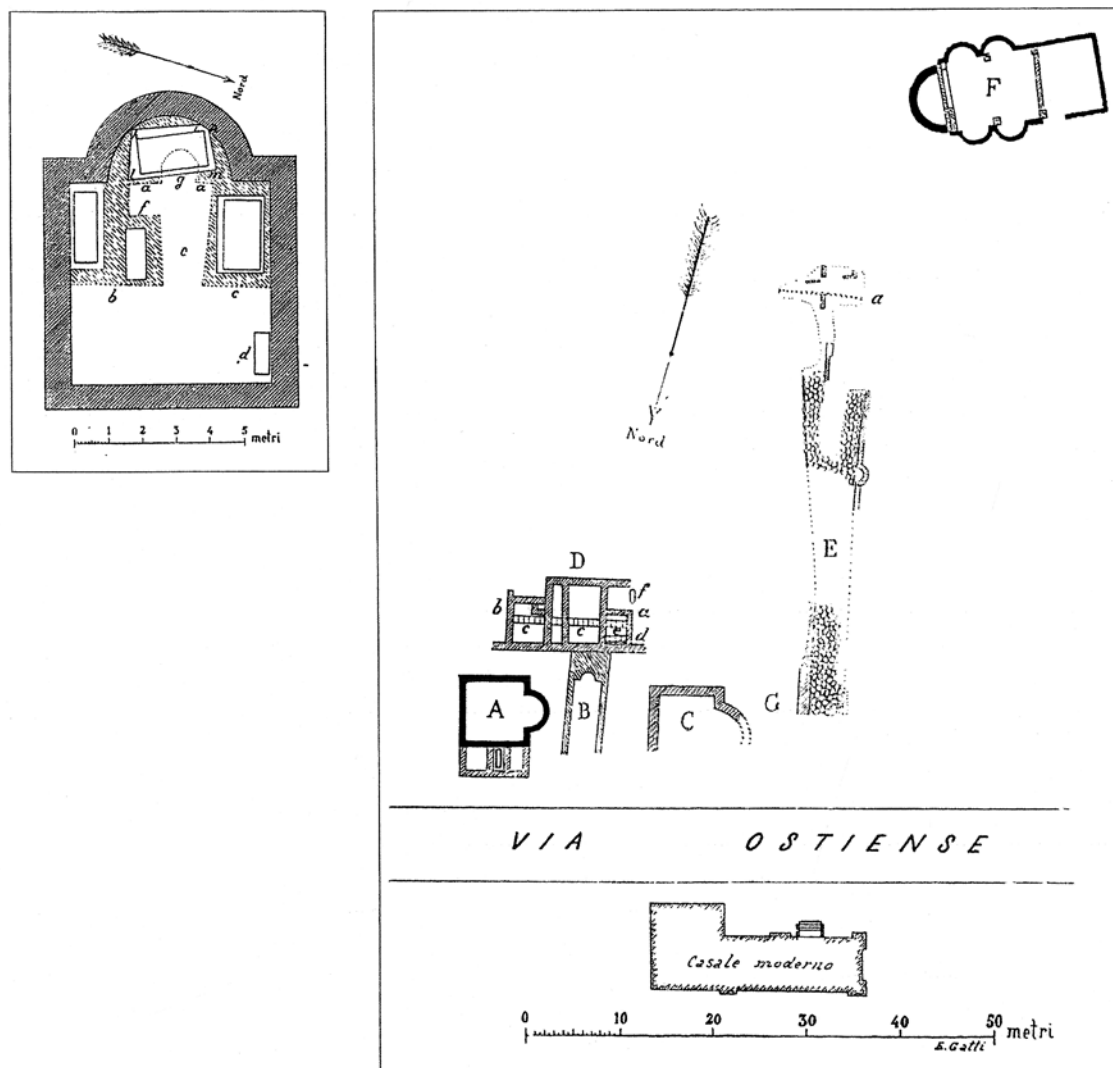 Nord
a g a m
f
e
b c
d
0 1 2 3 4 5 metri
F
Nord
a
E
D
b f
a
c c e d
A B C G
VIA OSTIENSE
Casale moderno
0 10 20 30 40 50 metri
E. Gatti